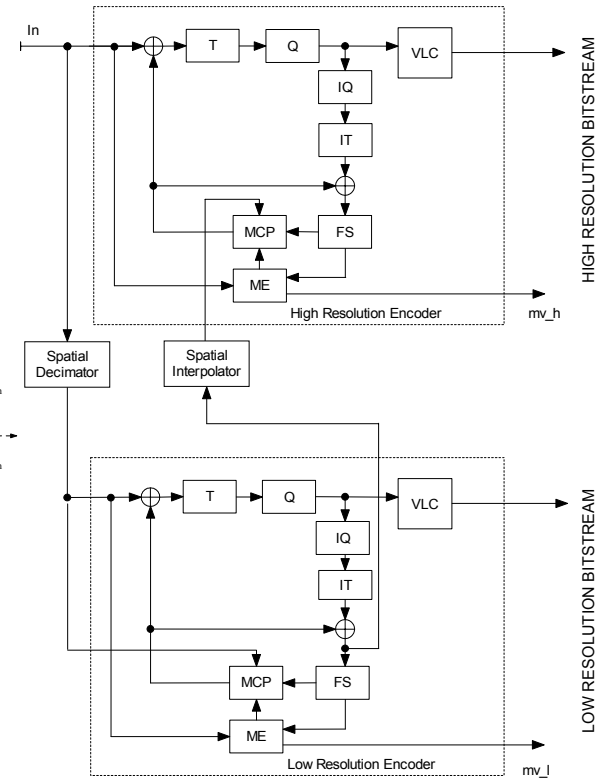 In
T
Q
VLC
IQ
IT
MCP
FS
ME
High Resolution Encoder
mv_h
HIGH RESOLUTION BITSTREAM
Spatial
Decimator
Spatial
Interpolator
T
Q
VLC
IQ
IT
MCP
FS
ME
Low Resolution Encoder
mv_l
LOW RESOLUTION BITSTREAM